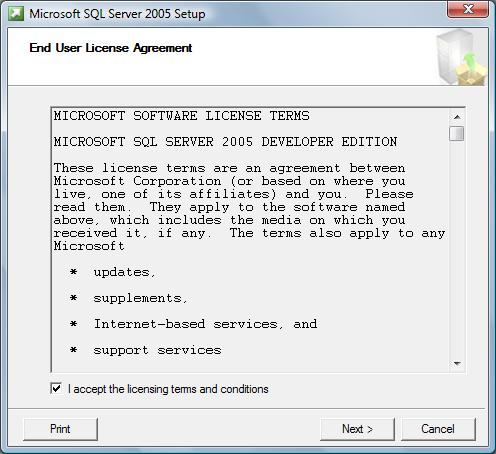 Microsoft SQL Server 2005 Setup
End User License Agreement
MICROSOFT SOFTWARE LICENSE TERMS
MICROSOFT SQL SERVER 2005 DEVELOPER EDITION
These license terms are an agreement between
Microsoft Corporation (or based on where you
live, one of its affiliates) and you.  Please
read them.  They apply to the software named
above, which includes the media on which you
received it, if any.  The terms also apply to any
Microsoft
* updates,
* supplements,
* Internet-based services, and
* support services
I accept the licensing terms and conditions
Print
Next >
Cancel